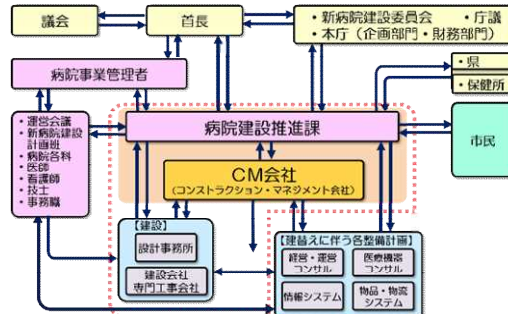 議会
首長
・新病院建設委員会　・庁議
・本庁（企画部門・財務部門）
病院事業管理者
・県
・保健所
・運営会議
・新病院建設
計画班
・病院各科
・医師
・看護師
・技士
・事務職
病院建設推進課
市民
CM会社
（コンストラクション・マネジメント会社）
【建設】
設計事務所
建設会社
専門工事会社
【建替えに伴う各整備計画】
経営・運営
コンサル
医療機器
コンサル
情報システム
物品・物流
システム